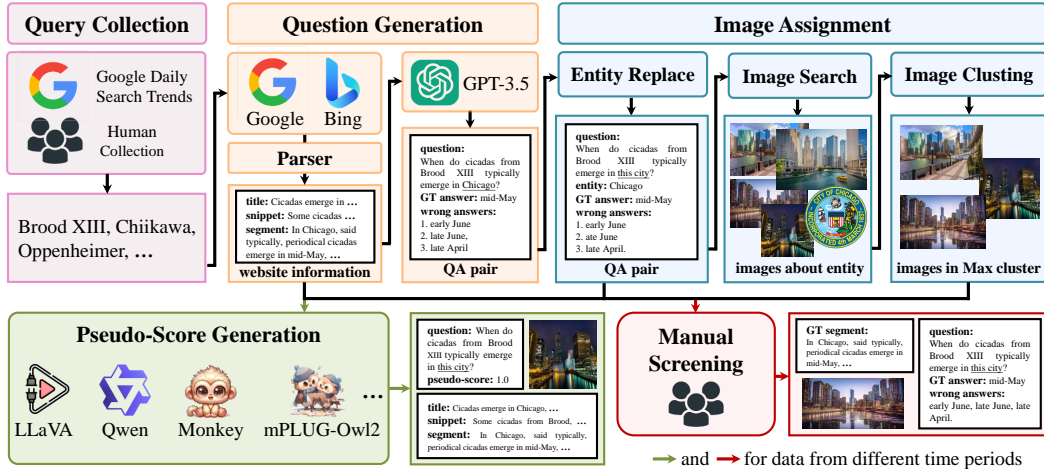 Query Collection
Question Generation
Image Assignment
Google Daily
Search Trends
Human
Collection
Brood XIII, Chiikawa,
Oppenheimer, ...
Google
Bing
Parser
title: Cicadas emerge in ...
snippet: Some cicadas ...
segment: In Chicago, said
typically, periodical cicadas
emerge in mid-May, ...
website information
GPT-3.5
question:
When do cicadas from
Brood XIII typically
emerge in Chicago?
GT answer: mid-May
wrong answers:
1. early June
2. late June,
3. late April
QA pair
Entity Replace
question:
When do cicadas from
Brood XIII typically
emerge in this city?
entity: Chicago
GT answer: mid-May
wrong answers:
1. early June
2. ate June
3. late April.
QA pair
Image Search
CITY OF CHICAGO
INCORPORATED 4th MARCH 1837
images about entity
Image Clusting
images in Max cluster
Pseudo-Score Generation
LLaVA
Qwen
Monkey
mPLUG-Owl2
...
question: When do
cicadas from Brood
XIII typically emerge
in this city?
pseudo-score: 1.0
title: Cicadas emerge in Chicago, ...
snippet: Some cicadas from Brood, ...
segment: In Chicago, said typically,
periodical cicadas emerge in mid-May, ...
Manual
Screening
GT segment:
In Chicago, said typically,
periodical cicadas emerge in
mid-May, ...
question:
When do cicadas from
Brood XIII typically
emerge in this city?
GT answer: mid-May
wrong answers:
early June, late June, late
April.
and
for data from different time periods